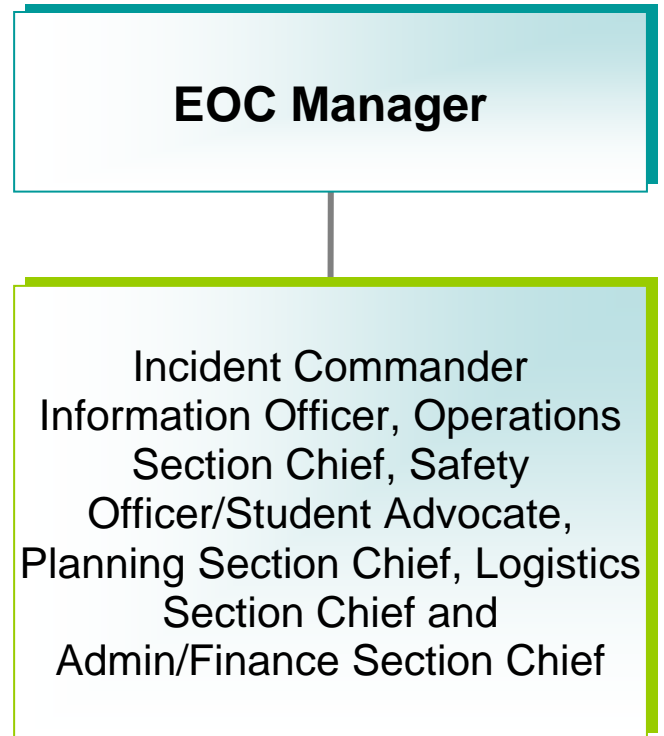 EOC Manager
Incident Commander
Information Officer, Operations
Section Chief, Safety
Officer/Student Advocate,
Planning Section Chief, Logistics
Section Chief and
Admin/Finance Section Chief